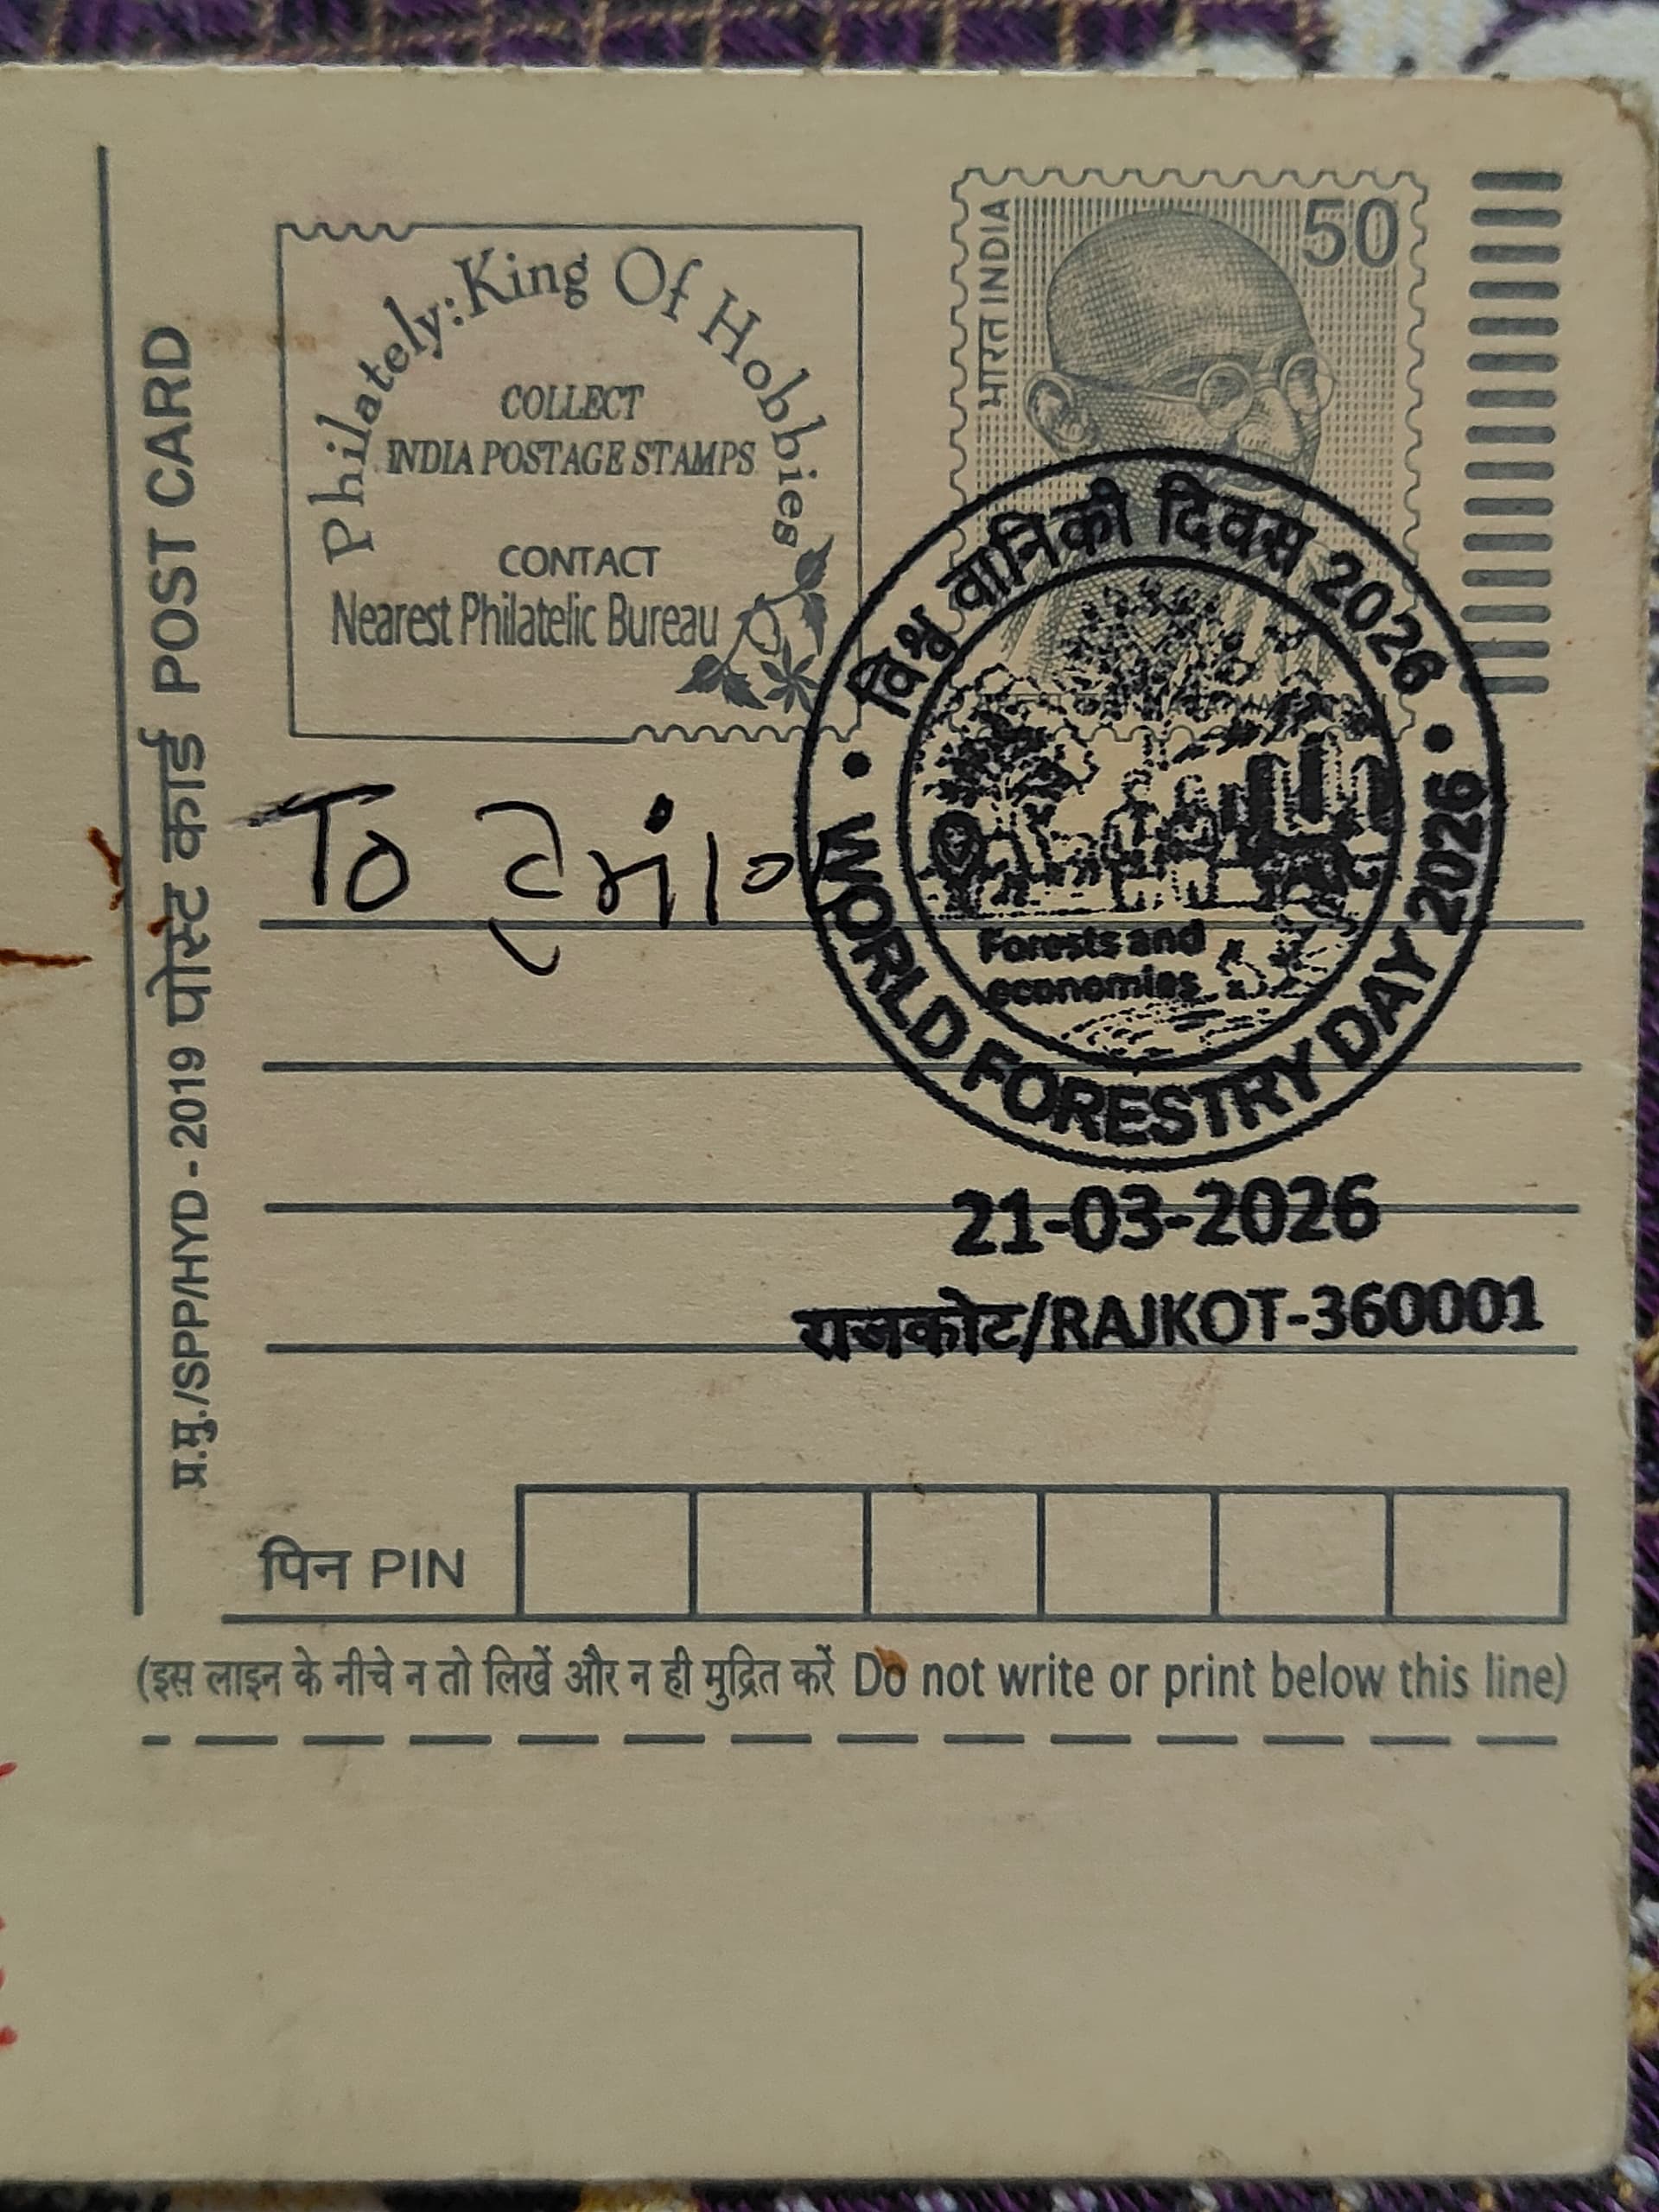 Philately:King Of Hobbies
COLLECT
INDIA POSTAGE STAMPS
CONTACT
Nearest Philatelic Bureau
भारत INDIA
50
विश्व वानिकी दिवस 2026
Forests and
economies
WORLD FORESTRY DAY 2026
21-03-2026
राजकोट/RAJKOT-360001
प्र.मु./SPP/HYD - 2019 पोस्ट कार्ड POST CARD
To
पिन PIN
(इस लाइन के नीचे न तो लिखें और न ही मुद्रित करें Do not write or print below this line)